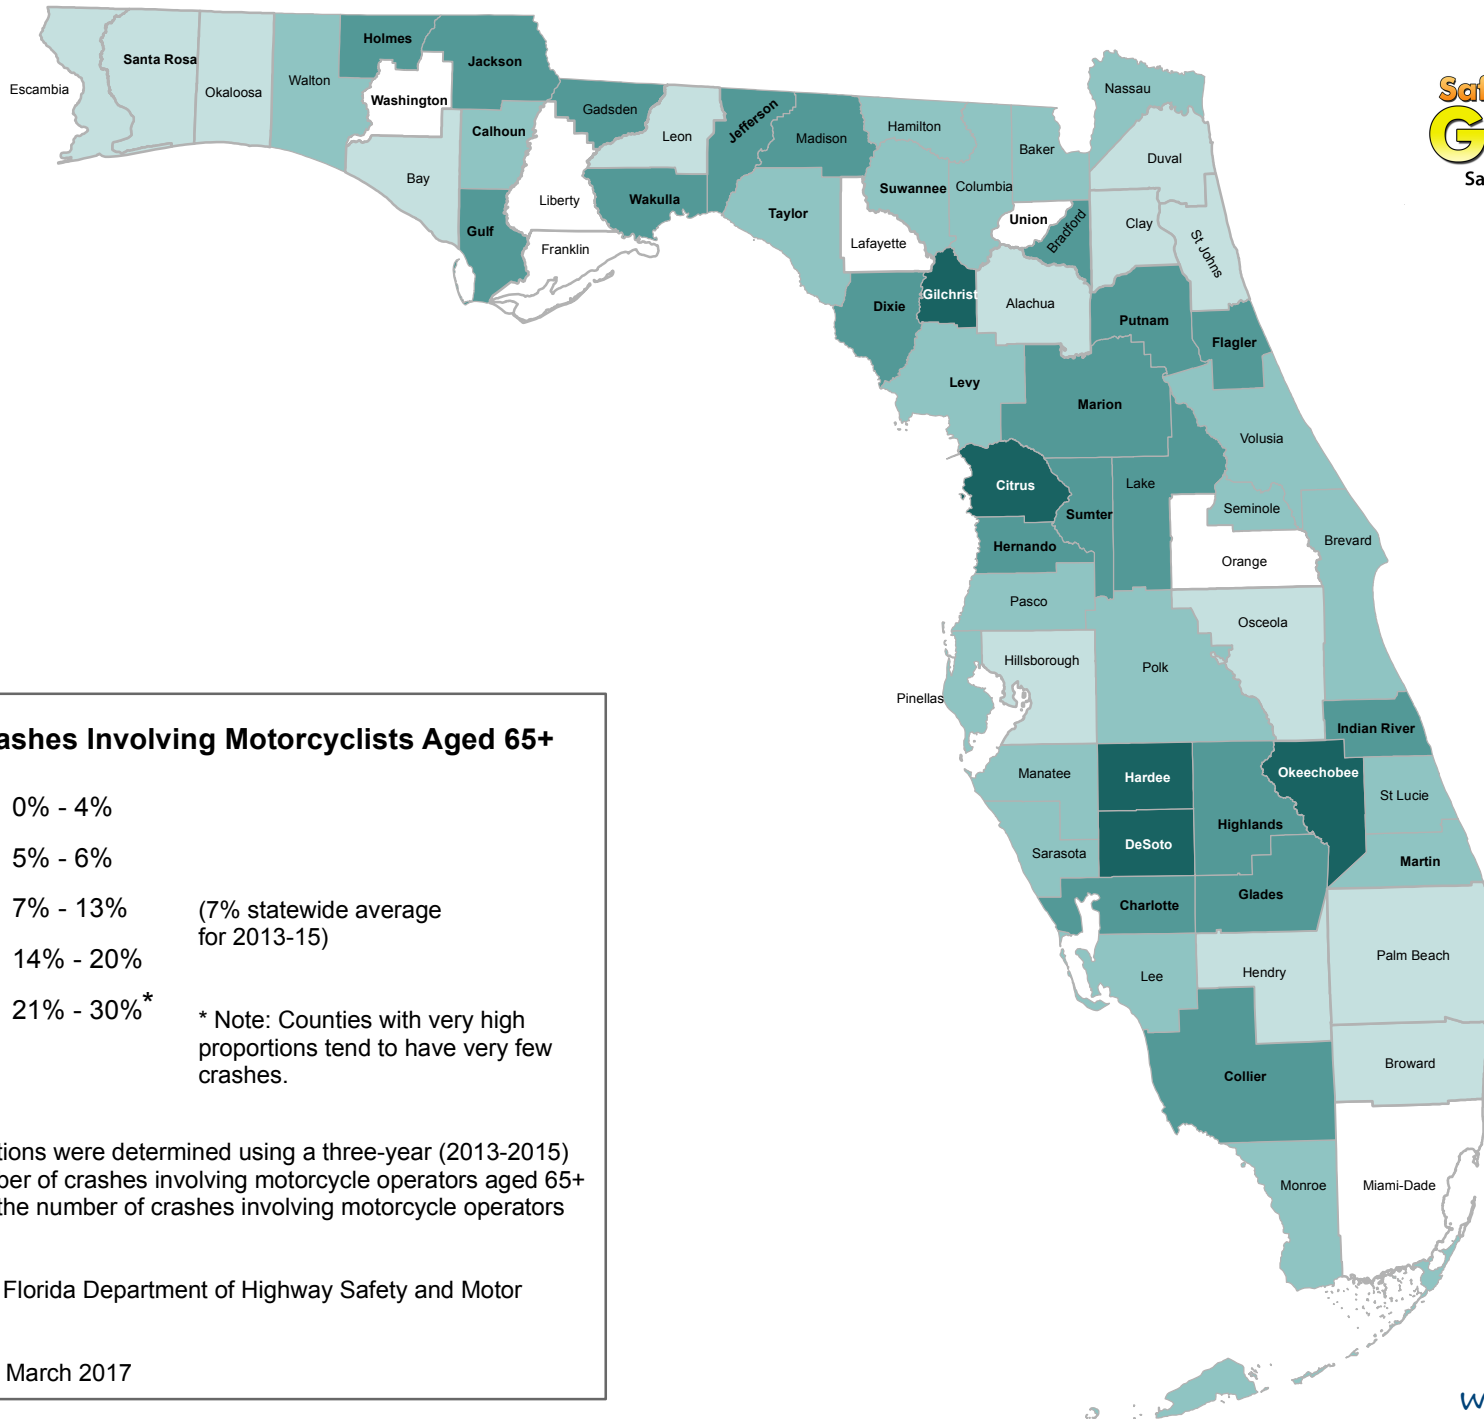 Escambia
Santa Rosa
Okaloosa
Walton
Holmes
Jackson
Washington
Calhoun
Bay
Gulf
Liberty
Franklin
Gadsden
Leon
Wakulla
Jefferson
Madison
Taylor
Hamilton
Suwannee
Lafayette
Columbia
Baker
Union
Bradford
Nassau
Duval
Clay
St Johns
Gilchrist
Dixie
Alachua
Putnam
Flagler
Levy
Marion
Volusia
Citrus
Lake
Sumter
Seminole
Hernando
Orange
Brevard
Pasco
Osceola
Hillsborough
Polk
Pinellas
Indian River
Manatee
Hardee
Okeechobee
St Lucie
Highlands
Sarasota
DeSoto
Martin
Charlotte
Glades
Lee
Hendry
Palm Beach
Broward
Collier
Monroe
Miami-Dade
Saf
G
Sa
ashes Involving Motorcyclists Aged 65+
0% - 4%
5% - 6%
7% - 13%
(7% statewide average
for 2013-15)
14% - 20%
21% - 30%*
* Note: Counties with very high
proportions tend to have very few
crashes.
tions were determined using a three-year (2013-2015)
ber of crashes involving motorcycle operators aged 65+
the number of crashes involving motorcycle operators
Florida Department of Highway Safety and Motor
March 2017
w